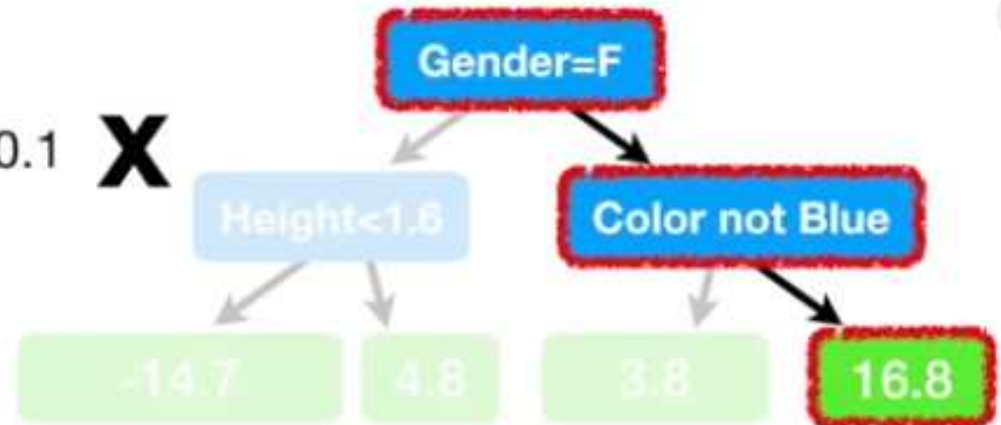 Gender=F
0.1 X
Height<1.6
Color not Blue
-14.7
4.8
3.8
16.8